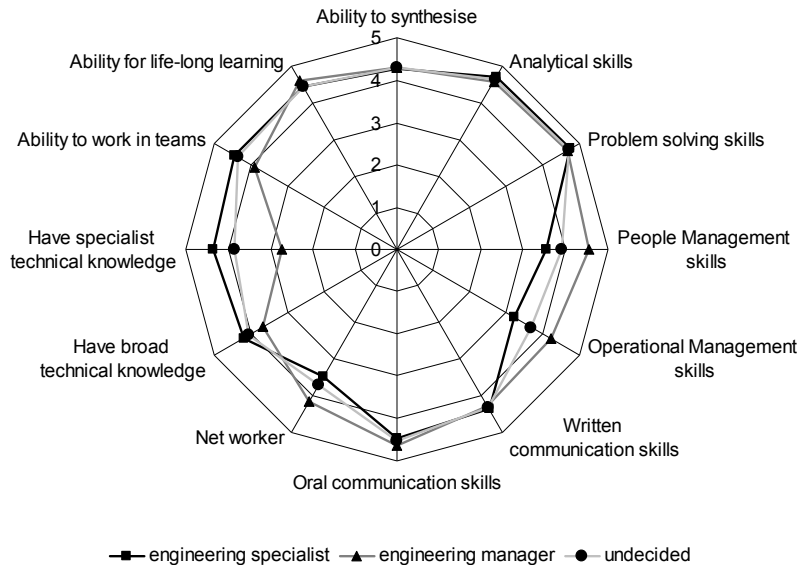 Ability to synthesise
5
Ability for life-long learning
Analytical skills
4
Ability to work in teams
3
Problem solving skills
2
1
Have specialist
technical knowledge
0
People Management
skills
Have broad
technical knowledge
Operational Management
skills
Net worker
Written
communication skills
Oral communication skills
engineering specialist engineering manager undecided